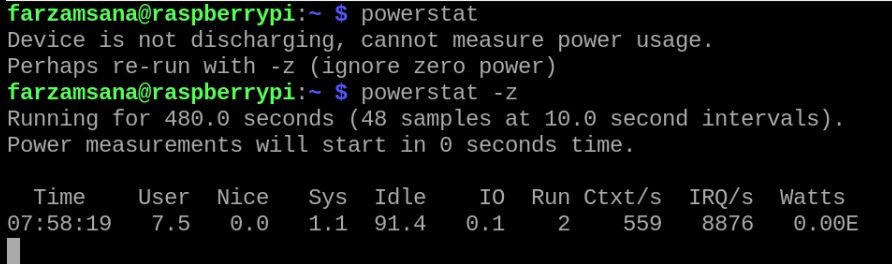 farzamsana@raspberrypi:~ $ powerstat
Device is not discharging, cannot measure power usage.
Perhaps re-run with -z (ignore zero power)
farzamsana@raspberrypi:~ $ powerstat -z
Running for 480.0 seconds (48 samples at 10.0 second intervals).
Power measurements will start in 0 seconds time.
Time User Nice Sys Idle IO Run Ctxt/s IRQ/s Watts
07:58:19 7.5 0.0 1.1 91.4 0.1 2 559 8876 0.00E